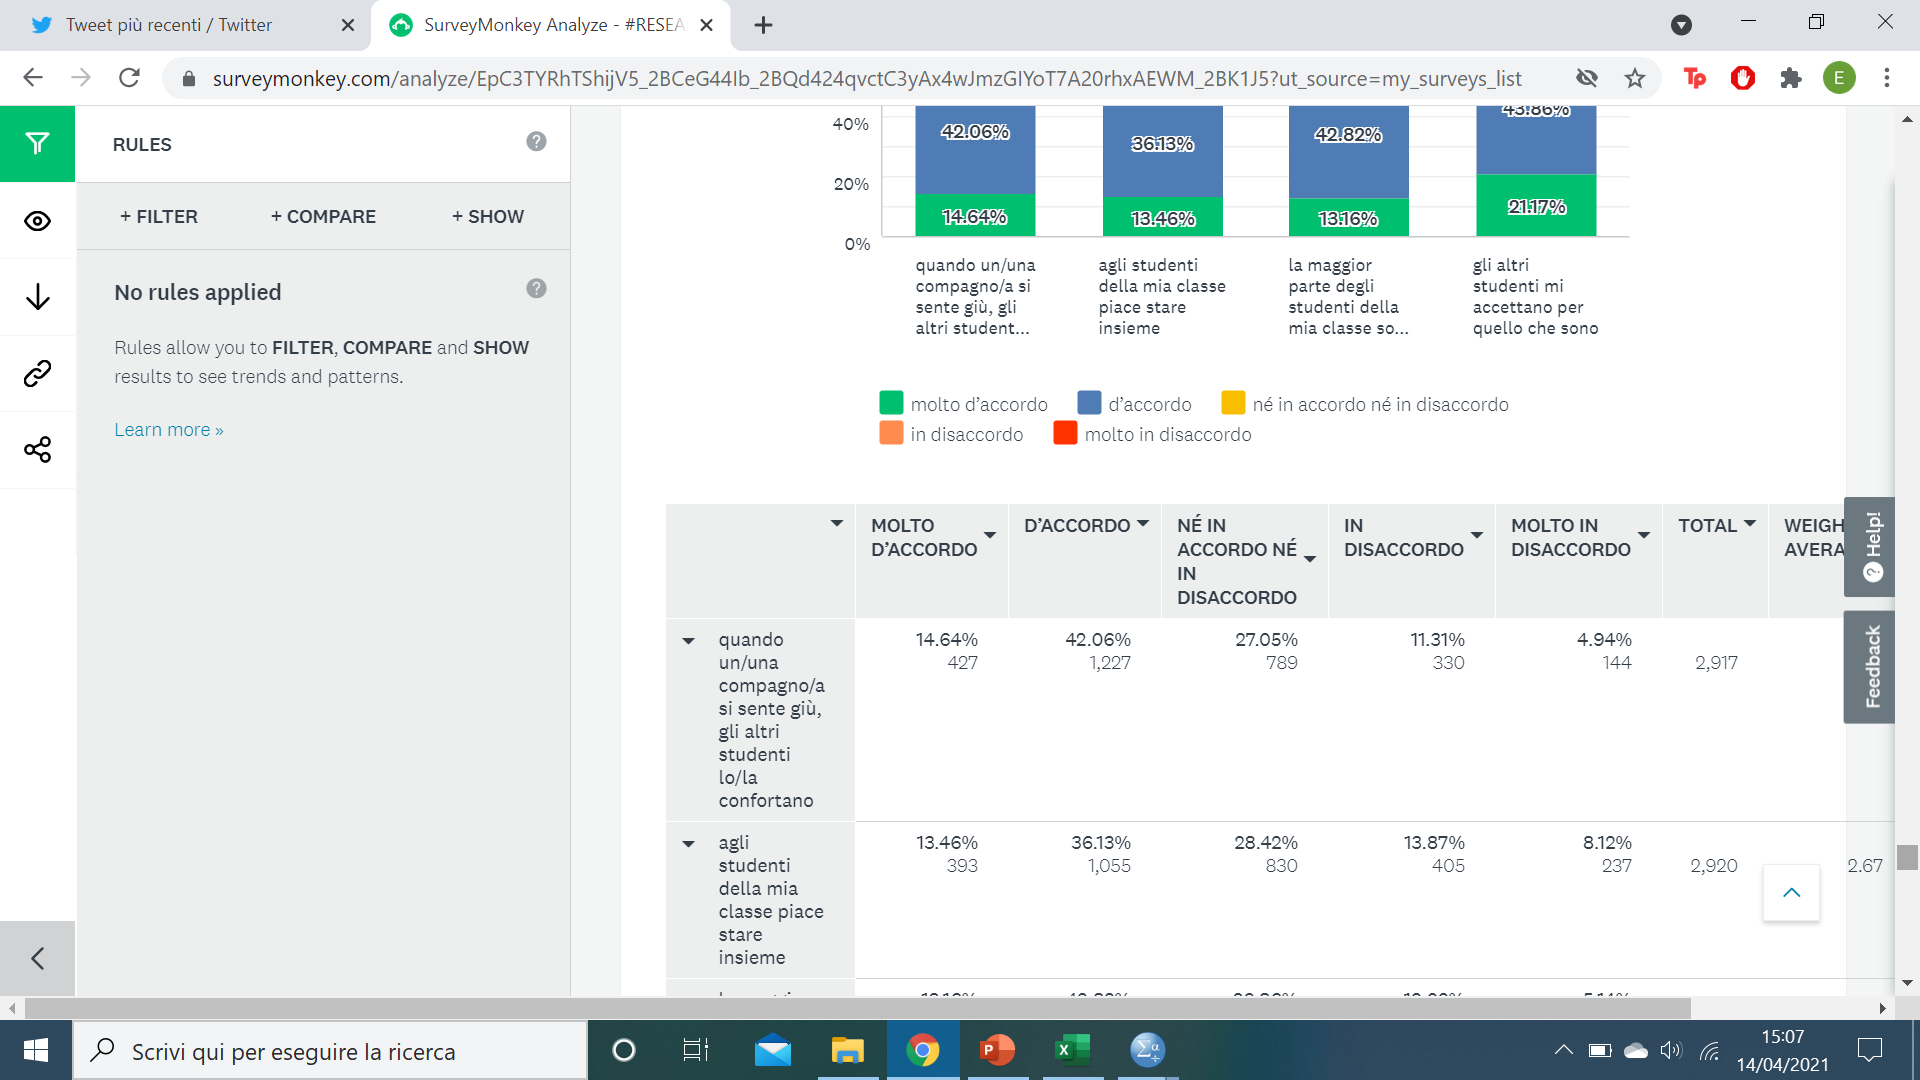 Tweet più recenti / Twitter
SurveyMonkey Analyze - #RESEA
surveymonkey.com/analyze/EpC3TYRhTShijV5_2BCeG44Ib_2BQd424qvctC3yAx4wJmzGIYoT7A20rhxAEWM_2BK1J5?ut_source=my_surveys_list
Tp
E
RULES
+ FILTER + COMPARE + SHOW
No rules applied
Rules allow you to FILTER, COMPARE and SHOW
results to see trends and patterns.
Learn more »
40%
20%
0%
42.06% 36.13% 42.82% 43.86%
14.64% 13.46% 13.16% 21.17%
quando un/una
compagno/a si
sente giù, gli
altri student...
agli studenti
della mia classe
piace stare
insieme
la maggior
parte degli
studenti della
mia classe so...
gli altri
studenti mi
accettano per
quello che sono
molto d’accordo d’accordo né in accordo né in disaccordo
in disaccordo molto in disaccordo
MOLTO
D’ACCORDO
D’ACCORDO
NÉ IN
ACCORDO NÉ
IN
DISACCORDO
IN
DISACCORDO
MOLTO IN
DISACCORDO
TOTAL
WEIGH
AVERA
quando
un/una
compagno/a
si sente giù,
gli altri
studenti
lo/la
confortano
14.64% 42.06% 27.05% 11.31% 4.94%
427 1,227 789 330 144 2,917
agli
studenti
della mia
classe piace
stare
insieme
13.46% 36.13% 28.42% 13.87% 8.12%
393 1,055 830 405 237 2,920 2.67
Help!
Feedback
Scrivi qui per eseguire la ricerca
15:07
14/04/2021